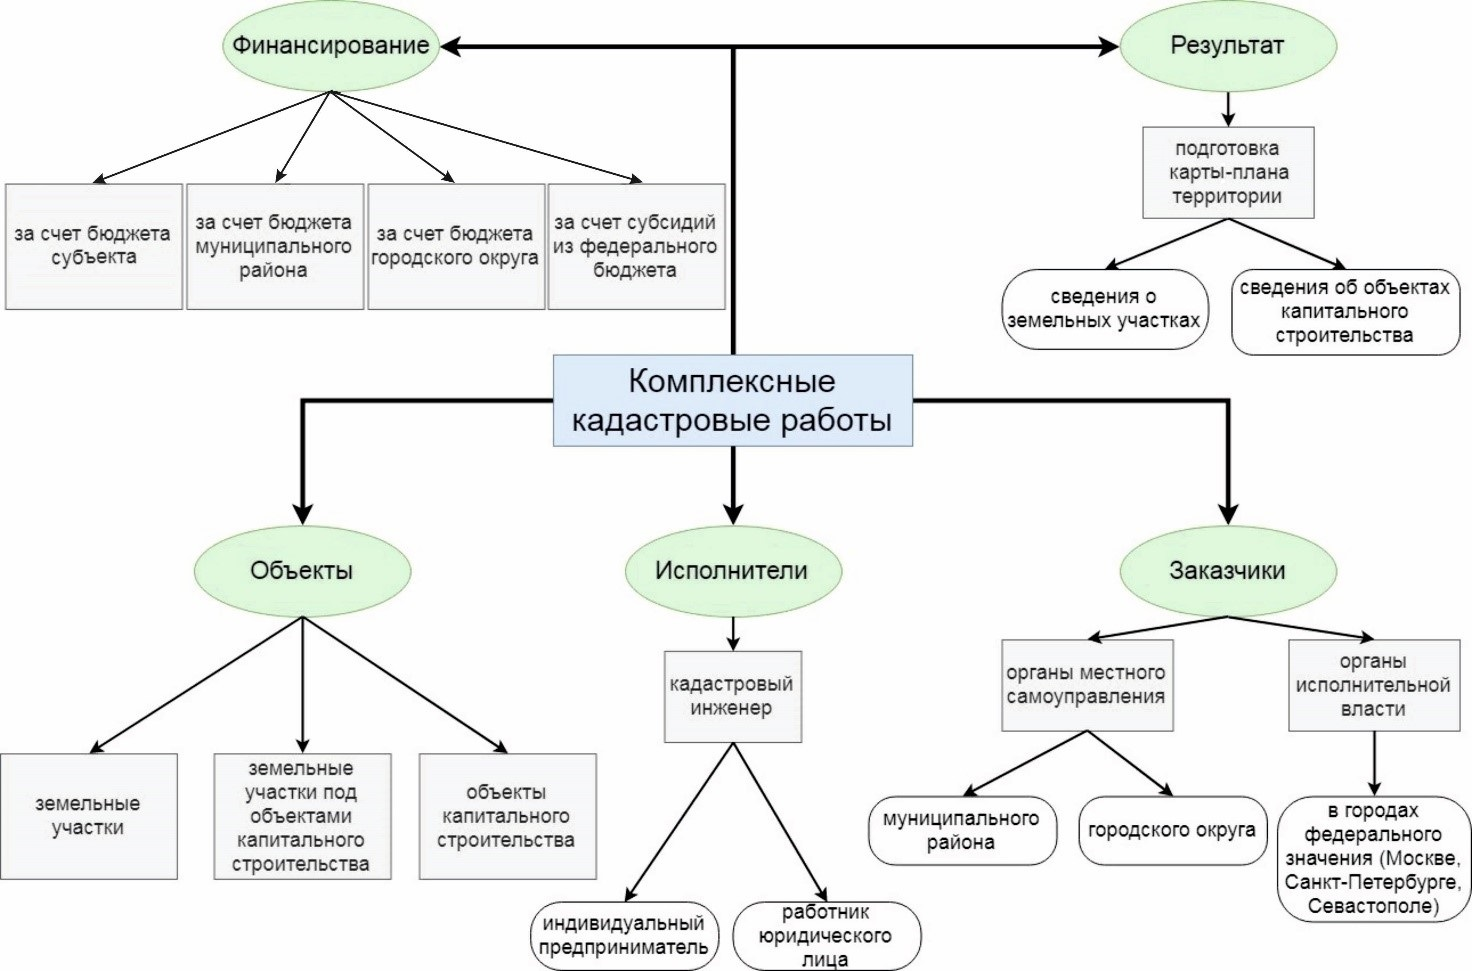 Финансирование
Результат
за счет бюджета
субъекта
за счет бюджета
муниципального
района
за счет бюджета
городского округа
за счет субсидий
из федерального
бюджета
подготовка
карты-плана
территории
сведения о
земельных участках
сведения об объектах
капитального
строительства
Комплексные
кадастровые работы
Объекты
Исполнители
Заказчики
земельные
участки
земельные
участки под
объектами
капитального
строительства
объекты
капитального
строительства
кадастровый
инженер
индивидуальный
предприниматель
работник
юридического
лица
органы местного
самоуправления
органы
исполнительной
власти
муниципального
района
городского округа
в городах
федерального
значения (Москве,
Санкт-Петербурге,
Севастополе)